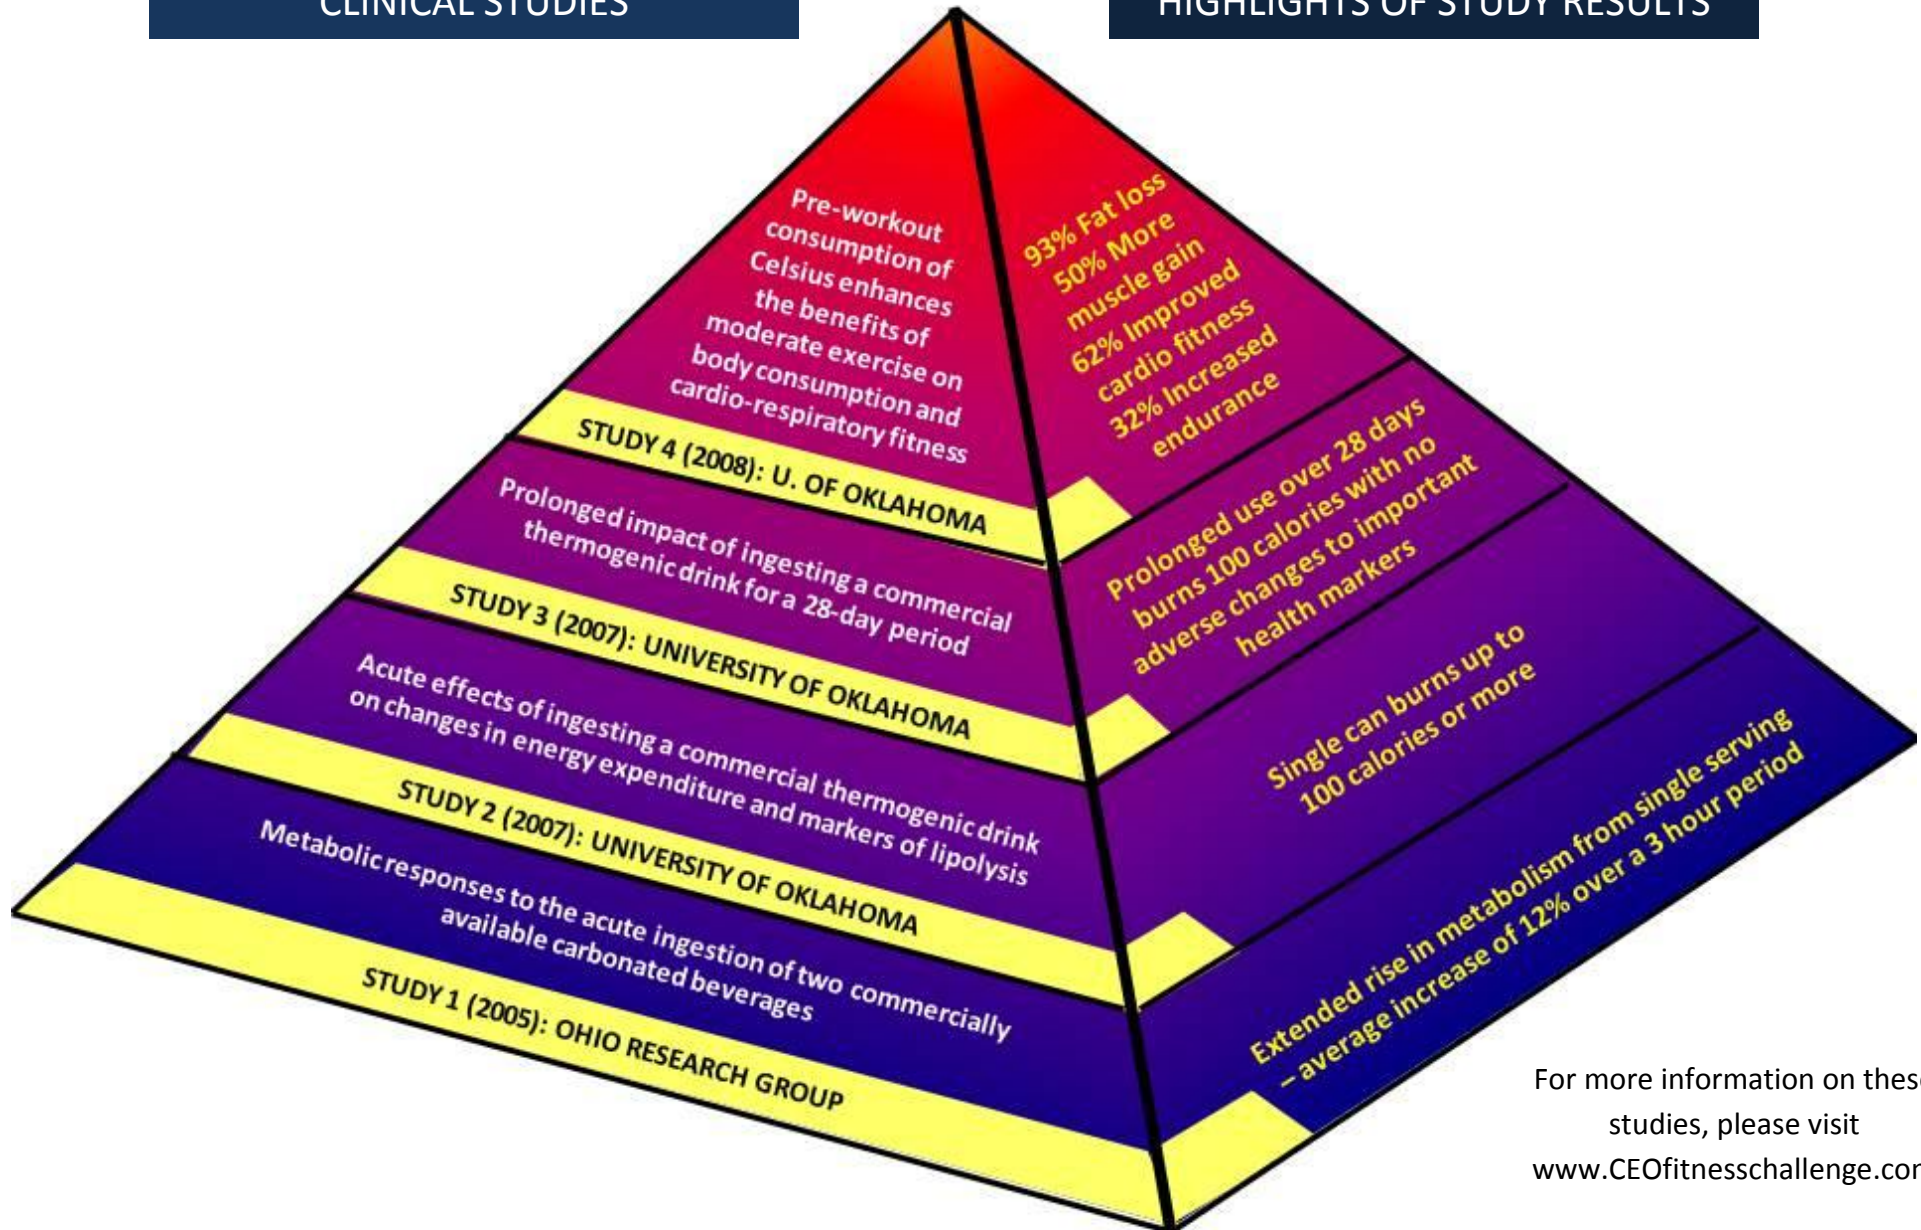 CLINICAL STUDIES
HIGHLIGHTS OF STUDY RESULTS
Pre-workout
consumption of
Celsius enhances
the benefits of
moderate exercise on
body consumption and
cardio-respiratory fitness
STUDY 4 (2008): U. OF OKLAHOMA
93% Fat loss
50% More
muscle gain
62% Improved
cardio fitness
32% Increased
endurance
Prolonged impact of ingesting a commercial
thermogenic drink for a 28-day period
STUDY 3 (2007): UNIVERSITY OF OKLAHOMA
Prolonged use over 28 days
burns 100 calories with no
adverse changes to important
health markers
Acute effects of ingesting a commercial thermogenic drink
on changes in energy expenditure and markers of lipolysis
STUDY 2 (2007): UNIVERSITY OF OKLAHOMA
Single can burns up to
100 calories or more
Metabolic responses to the acute ingestion of two commercially
available carbonated beverages
STUDY 1 (2005): OHIO RESEARCH GROUP
Extended rise in metabolism from single serving
– average increase of 12% over a 3 hour period
For more information on these
studies, please visit
www.CEOfitnesschallenge.com